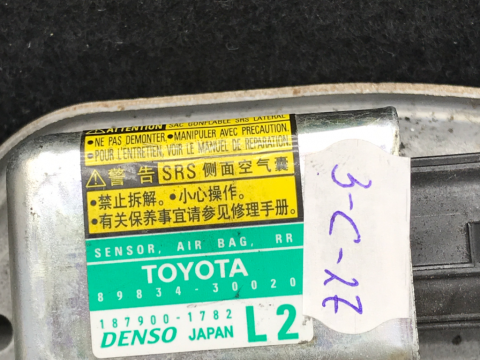 ATTENTION SAC GONFLABLE SRS LATERAL
•NE PAS DEMONTER. •MANIPULER AVEC PRECAUTION.
•POUR L'ENTRETIEN, VOIR LE MANUEL DE REPARATION.
警告 SRS 侧面空气囊
•禁止拆解。 •小心操作。
•有关保养事宜请参见修理手册.
SENSOR, AIR BAG, RR
TOYOTA
89834-30020
187900-1782
DENSO JAPAN L2
3-C-27